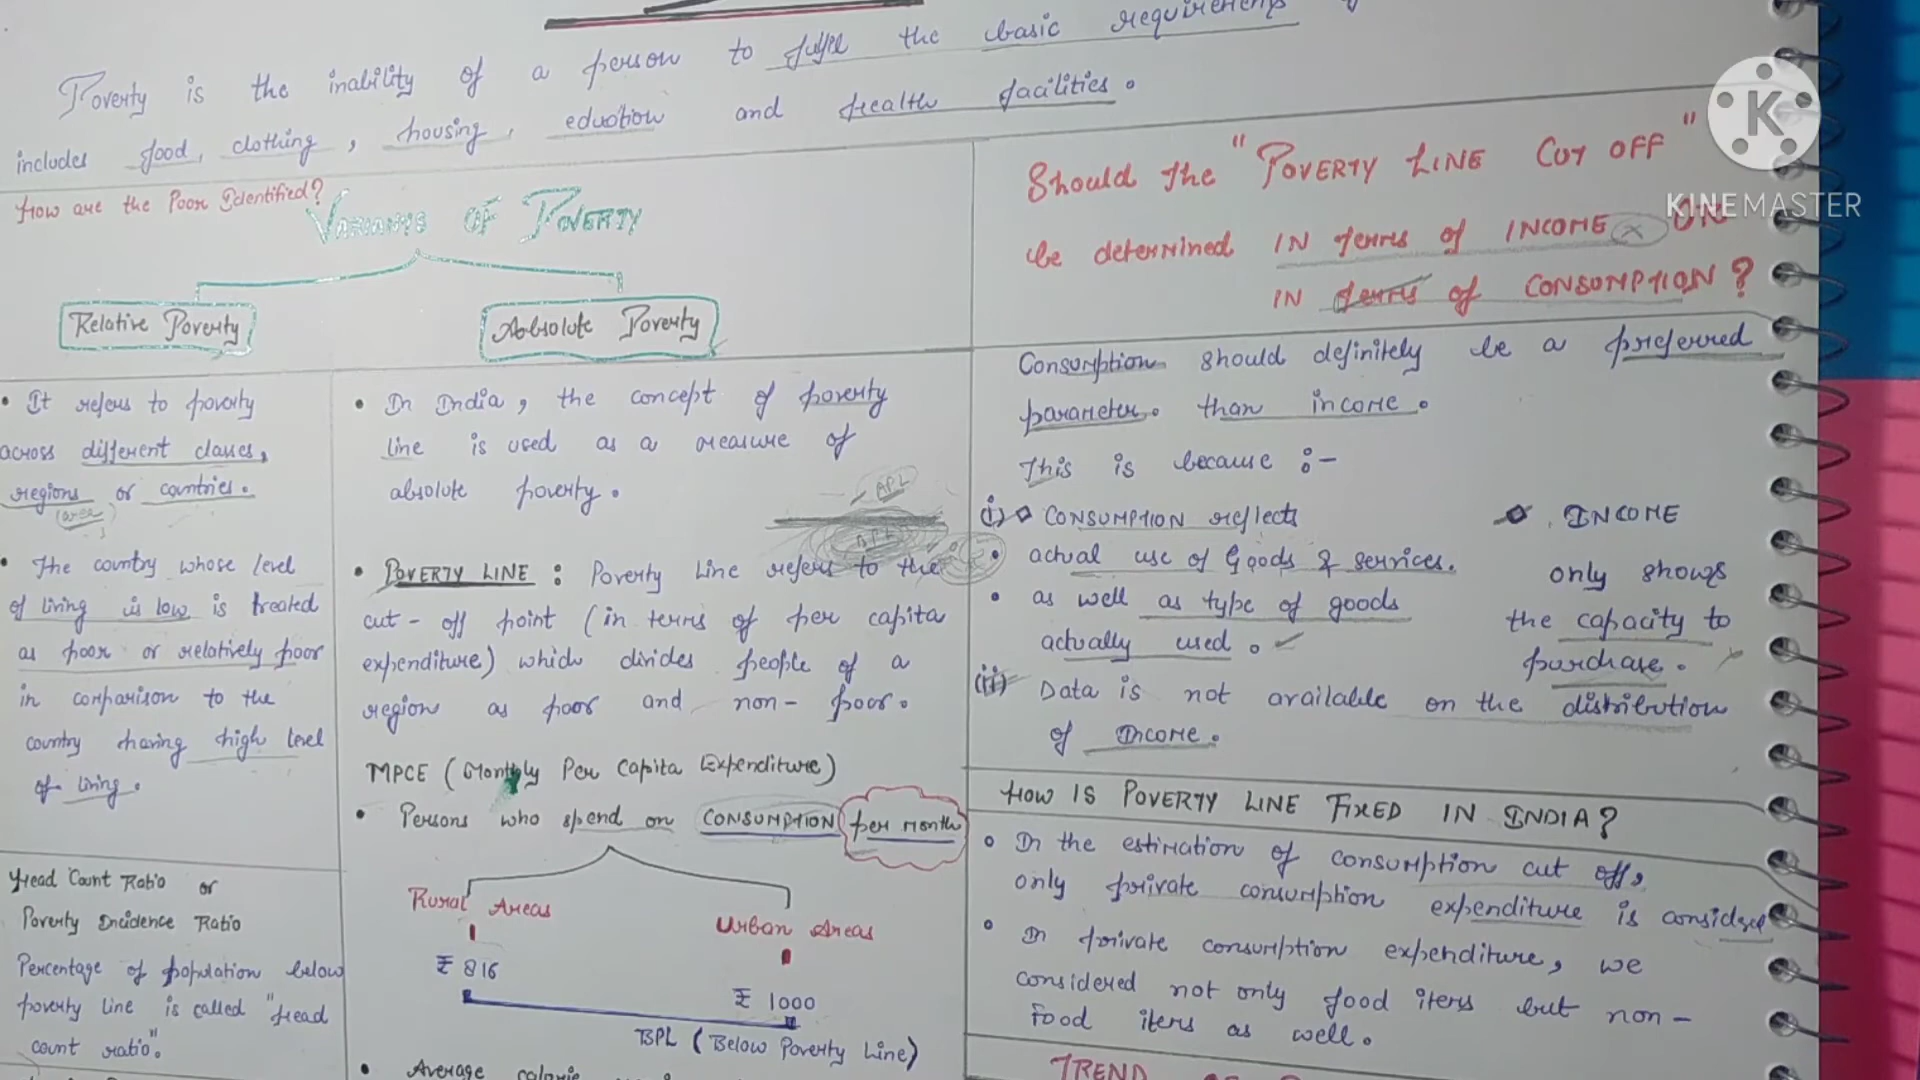 Poverty is the inability of a person to fulfil the basic requirements
includes food, clothing, housing, eduction and health facilities.
How are the Poor Identified?
VARIANTS OF POVERTY
Relative Poverty
Absolute Poverty
• It refers to poverty
across different classes,
regions or countries.
(area)
• The country whose level
of living is low is treated
as poor or relatively poor
in comparison to the
country having high level
of living.
Head Count Ratio or
Poverty Incidence Ratio
Percentage of population below
poverty line is called "Head
count ratio".
• In India, the concept of poverty
line is used as a measure of
absolute poverty.
APL
BPL
• POVERTY LINE : Poverty Line refers to the
cut-off point (in terms of per capita
expenditure) which divides people of a
region as poor and non-poor.
MPCE (Monthly Per Capita Expenditure)
• Persons who spend on CONSUMPTION per month
Rural Areas
Urban Areas
₹ 816
₹ 1000
BPL (Below Poverty Line)
• Average calorie
Should the "POVERTY LINE CUT OFF"
be determined IN terms of INCOME OR
IN terms of CONSUMPTION?
Consumption should definitely be a preferred
parameter. than income.
This is because :-
(i) CONSUMPTION reflects
• actual use of Goods & services.
• as well as type of goods
actually used.
INCOME
only shows
the capacity to
purchase.
(ii) Data is not available on the distribution
of Income.
HOW IS POVERTY LINE FIXED IN INDIA?
• In the estimation of consumption cut off,
only private consumption expenditure is considered
• In private consumption expenditure, we
considered not only food items but non-
food items as well.
TREND
K
KINEMASTER